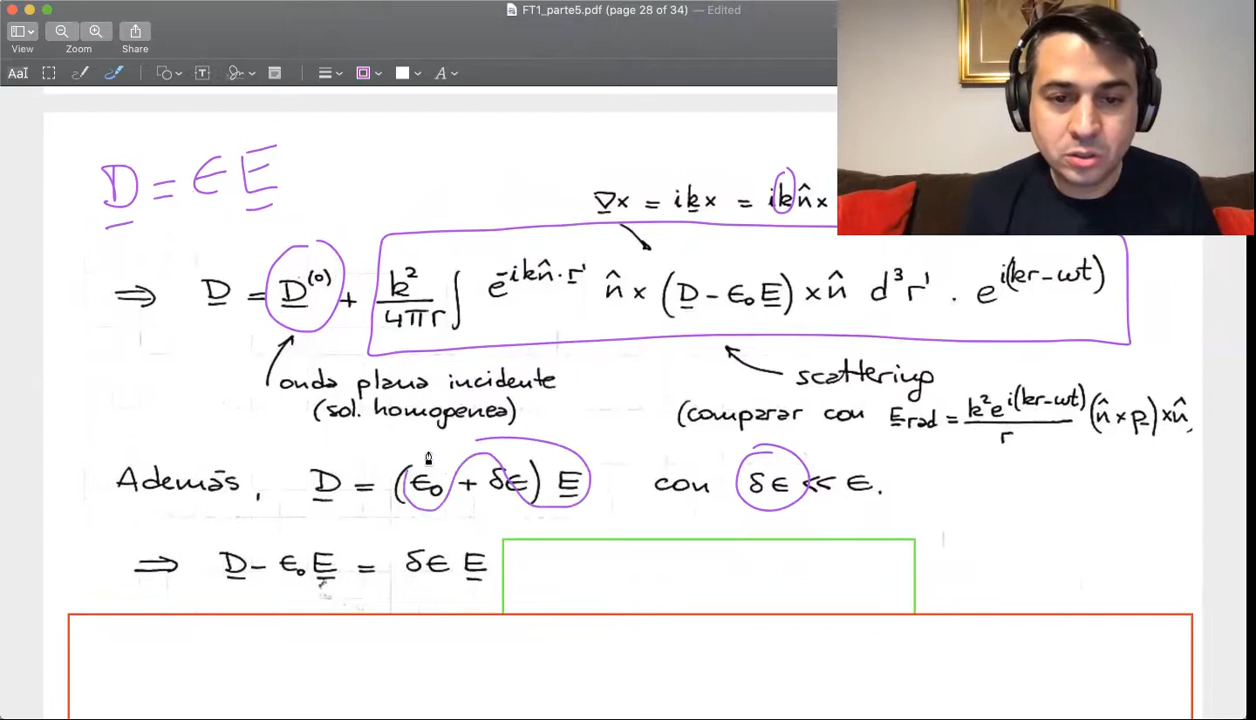 FT1_parte5.pdf (page 28 of 34) — Edited
View Zoom Share
AaI A
D = ϵ E
∇× = ik× = ikn̂×
⇒ D = D⁽⁰⁾ + k²/4πr ∫ e^{-ikn̂·r'} n̂ × (D - ϵ₀E) × n̂ d³r' · e^{i(kr-ωt)}
onda plana incidente
(sol. homogenea)
scattering
(comparar con E_rad = k² e^{i(kr-ωt)}/r (n̂ × p) × n̂,
Además, D = (ϵ₀ + δϵ) E con δϵ << ϵ.
⇒ D - ϵ₀E = δϵ E